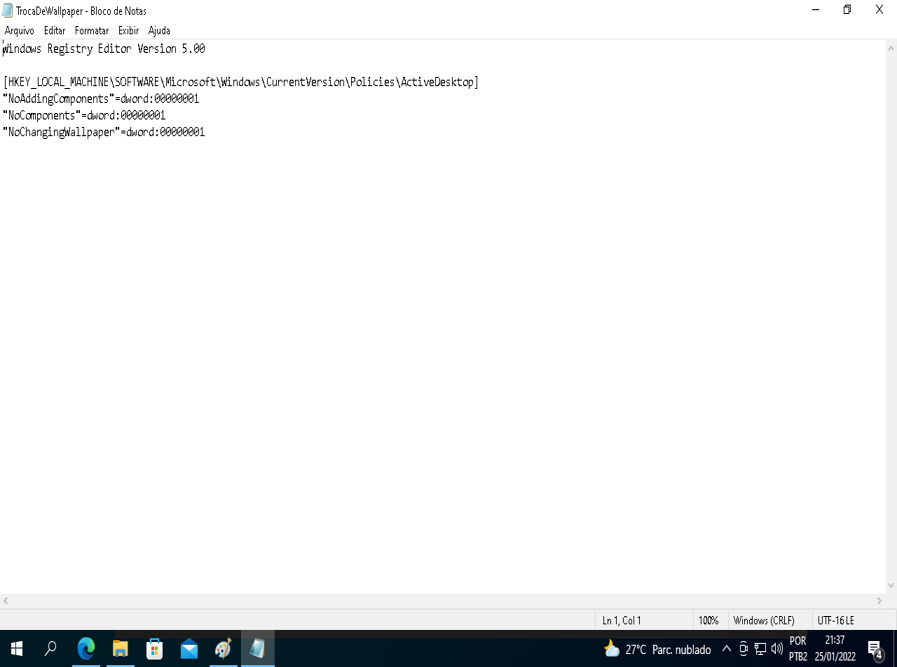 TrocaDeWallpaper - Bloco de Notas
Arquivo Editar Formatar Exibir Ajuda
Windows Registry Editor Version 5.00
[HKEY_LOCAL_MACHINE\SOFTWARE\Microsoft\Windows\CurrentVersion\Policies\ActiveDesktop]
"NoAddingComponents"=dword:00000001
"NoComponents"=dword:00000001
"NoChangingWallpaper"=dword:00000001
Ln 1, Col 1 100% Windows (CRLF) UTF-16 LE
27°C Parc. nublado
POR
PTB2
21:37
25/01/2022
4